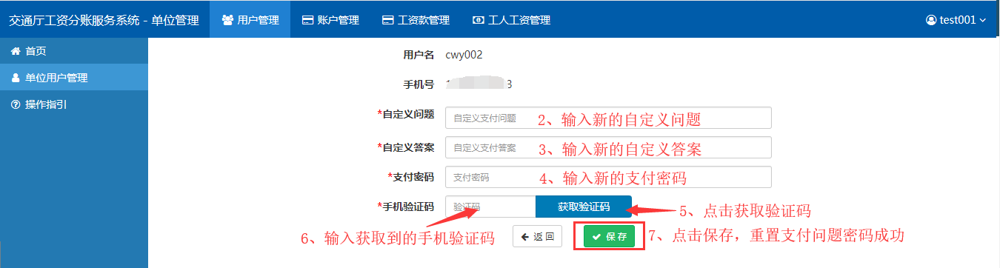 交通厅工资分账服务系统 - 单位管理 用户管理 账户管理 工资款管理 工人工资管理 test001
首页
单位用户管理
操作指引
用户名 cwy002
手机号 3
*自定义问题 自定义支付问题 2、输入新的自定义问题
*自定义答案 自定义支付答案 3、输入新的自定义答案
*支付密码 支付密码 4、输入新的支付密码
*手机验证码 验证码 获取验证码 5、点击获取验证码
6、输入获取到的手机验证码 返回 保存 7、点击保存，重置支付问题密码成功